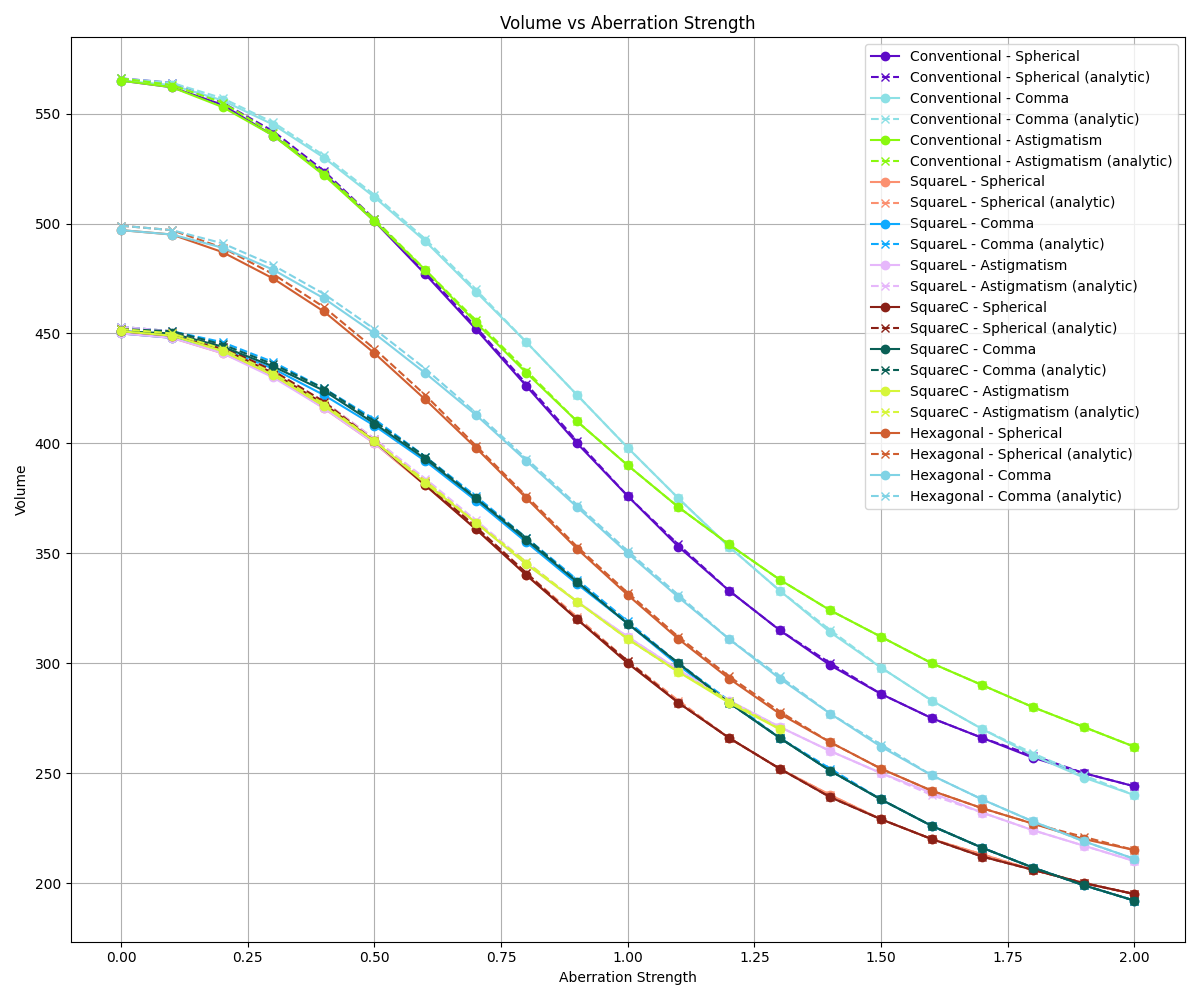 Volume vs Aberration Strength
Conventional - Spherical
Conventional - Spherical (analytic)
Conventional - Comma
Conventional - Comma (analytic)
Conventional - Astigmatism
Conventional - Astigmatism (analytic)
SquareL - Spherical
SquareL - Spherical (analytic)
SquareL - Comma
SquareL - Comma (analytic)
SquareL - Astigmatism
SquareL - Astigmatism (analytic)
SquareC - Spherical
SquareC - Spherical (analytic)
SquareC - Comma
SquareC - Comma (analytic)
SquareC - Astigmatism
SquareC - Astigmatism (analytic)
Hexagonal - Spherical
Hexagonal - Spherical (analytic)
Hexagonal - Comma
Hexagonal - Comma (analytic)
Volume
550
500
450
400
350
300
250
200
0.00 0.25 0.50 0.75 1.00 1.25 1.50 1.75 2.00
Aberration Strength